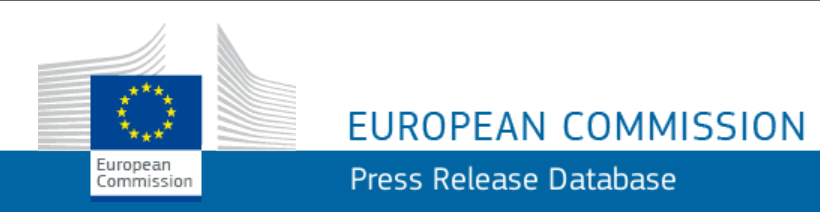 EUROPEAN COMMISSION
European
Commission
Press Release Database